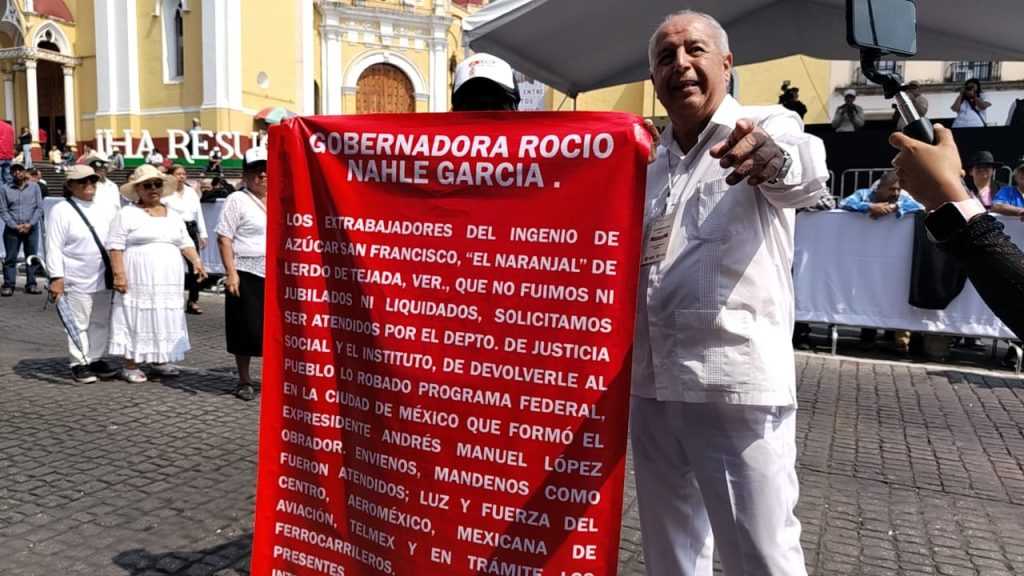 ¡HA RESU
GOBERNADORA ROCIO
NAHLE GARCIA .
LOS EXTRABAJADORES DEL INGENIO DE
AZÚCAR SAN FRANCISCO, “EL NARANJAL” DE
LERDO DE TEJADA, VER., QUE NO FUIMOS NI
JUBILADOS NI LIQUIDADOS, SOLICITAMOS
SER ATENDIDOS POR EL DEPTO. DE JUSTICIA
SOCIAL Y EL INSTITUTO, DE DEVOLVERLE AL
PUEBLO LO ROBADO PROGRAMA FEDERAL,
EN LA CIUDAD DE MÉXICO QUE FORMÓ EL
EXPRESIDENTE ANDRÉS MANUEL LÓPEZ
OBRADOR. ENVIENOS, MANDENOS COMO
FUERON ATENDIDOS; LUZ Y FUERZA DEL
CENTRO, AEROMÉXICO, MEXICANA DE
AVIACIÓN, TELMEX Y EN TRÁMITE LOS
FERROCARRILEROS.
PRESENTES